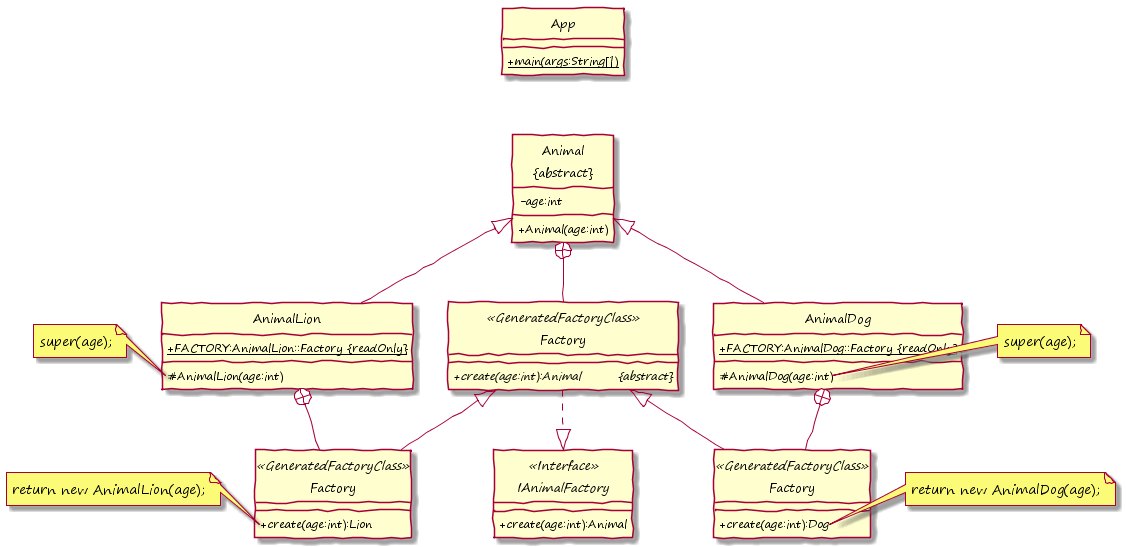 App
+main(args:String[])
Animal
{abstract}
-age:int
+Animal(age:int)
AnimalLion
+FACTORY:AnimalLion::Factory {readOnly}
#AnimalLion(age:int)
super(age);
«GeneratedFactoryClass»
Factory
+create(age:int):Animal {abstract}
AnimalDog
+FACTORY:AnimalDog::Factory {readOnly}
#AnimalDog(age:int)
super(age);
return new AnimalLion(age);
«GeneratedFactoryClass»
Factory
+create(age:int):Lion
«Interface»
IAnimalFactory
+create(age:int):Animal
«GeneratedFactoryClass»
Factory
+create(age:int):Dog
return new AnimalDog(age);